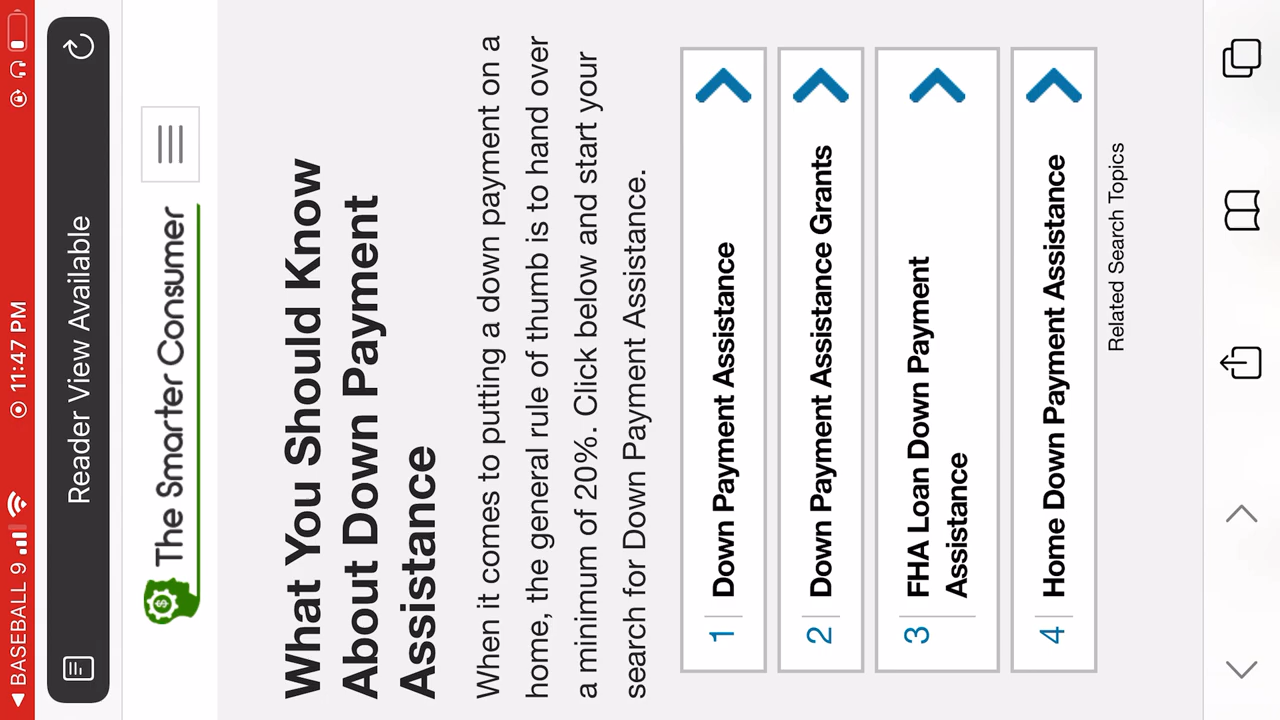 ◀ BASEBALL 9 11:47 PM
Reader View Available
The Smarter Consumer
What You Should Know
About Down Payment
Assistance
When it comes to putting a down payment on a
home, the general rule of thumb is to hand over
a minimum of 20%. Click below and start your
search for Down Payment Assistance.
1 Down Payment Assistance
2 Down Payment Assistance Grants
3 FHA Loan Down Payment
Assistance
4 Home Down Payment Assistance
Related Search Topics